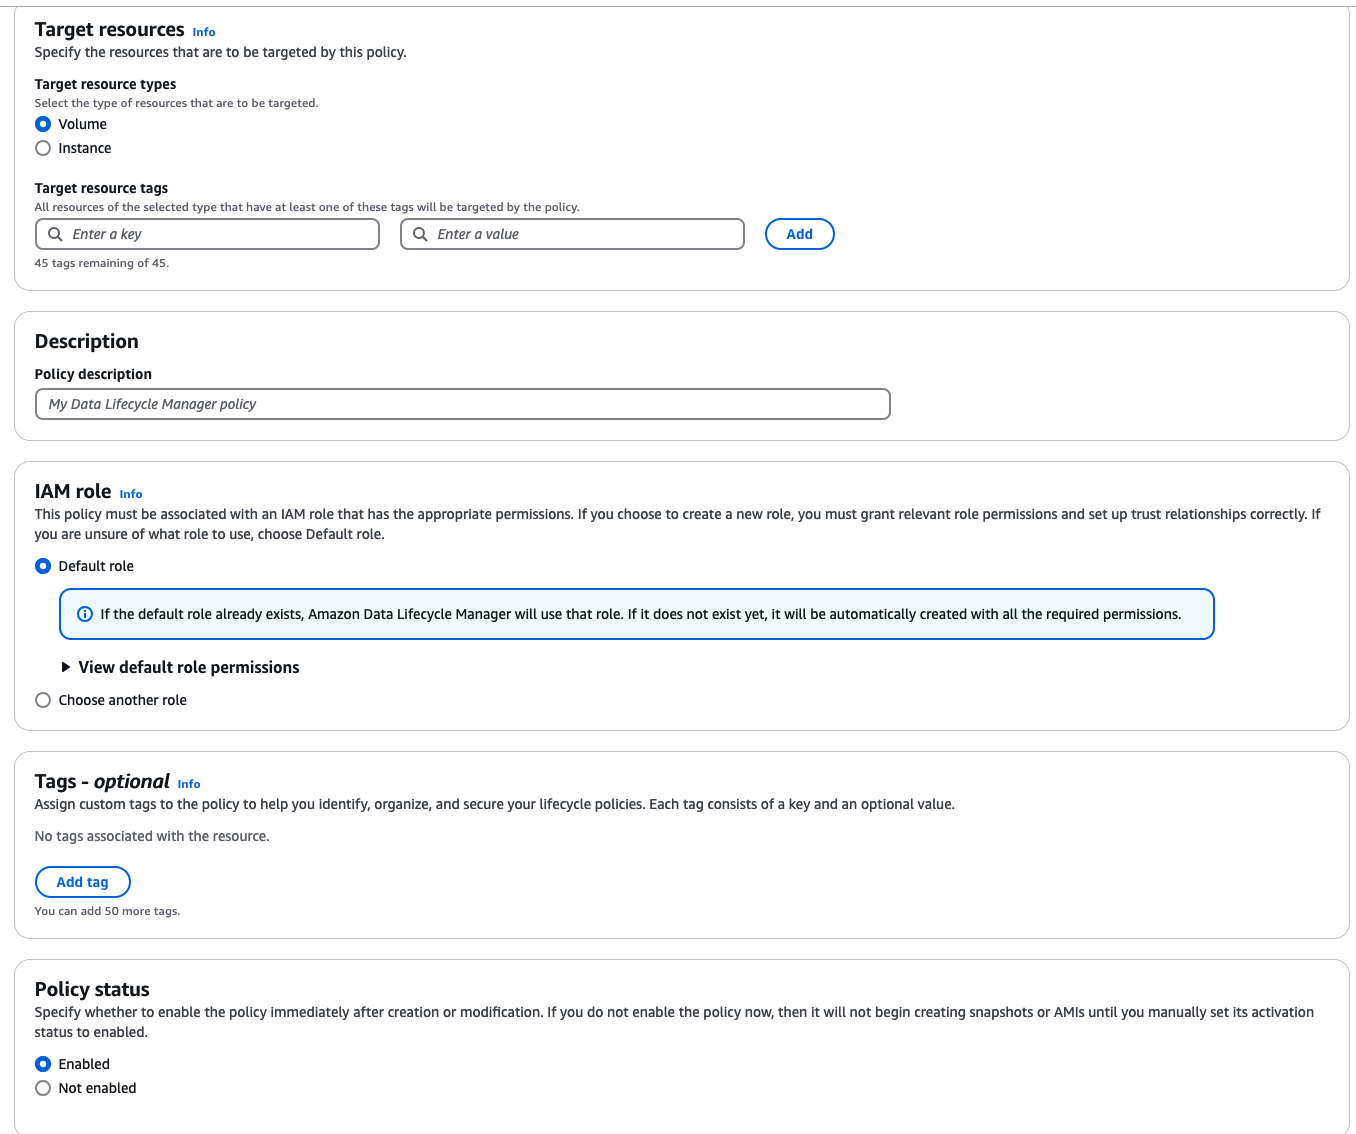 Target resources Info
Specify the resources that are to be targeted by this policy.
Target resource types
Select the type of resources that are to be targeted.
Volume
Instance
Target resource tags
All resources of the selected type that have at least one of these tags will be targeted by the policy.
Enter a key
Enter a value
Add
45 tags remaining of 45.
Description
Policy description
My Data Lifecycle Manager policy
IAM role Info
This policy must be associated with an IAM role that has the appropriate permissions. If you choose to create a new role, you must grant relevant role permissions and set up trust relationships correctly. If
you are unsure of what role to use, choose Default role.
Default role
If the default role already exists, Amazon Data Lifecycle Manager will use that role. If it does not exist yet, it will be automatically created with all the required permissions.
View default role permissions
Choose another role
Tags - optional Info
Assign custom tags to the policy to help you identify, organize, and secure your lifecycle policies. Each tag consists of a key and an optional value.
No tags associated with the resource.
Add tag
You can add 50 more tags.
Policy status
Specify whether to enable the policy immediately after creation or modification. If you do not enable the policy now, then it will not begin creating snapshots or AMIs until you manually set its activation
status to enabled.
Enabled
Not enabled